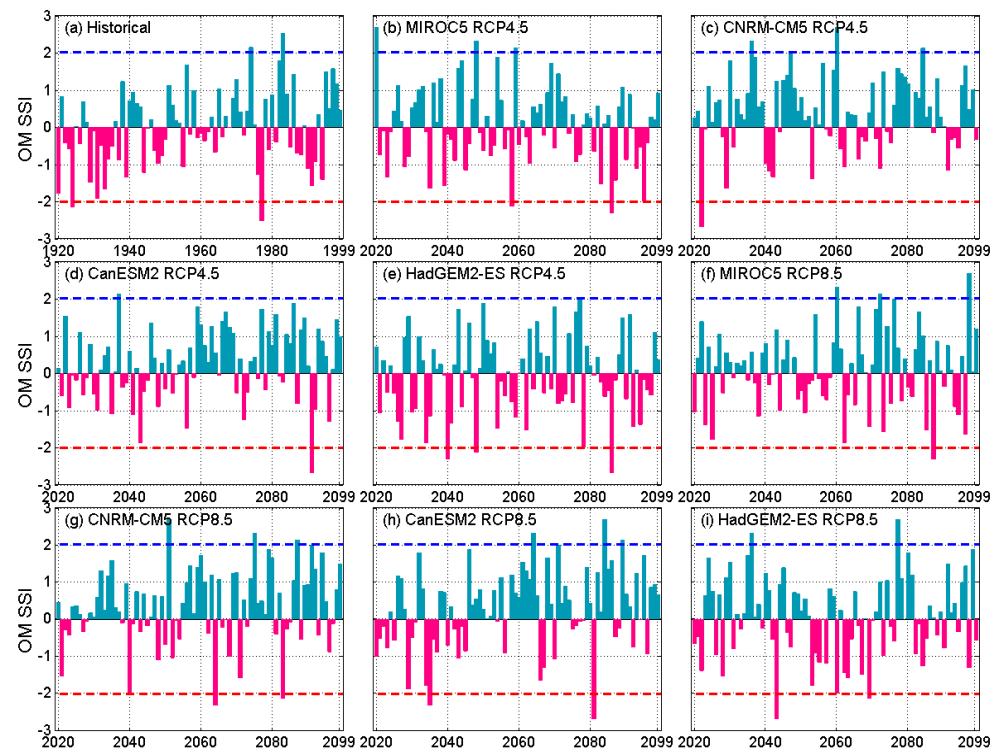 (a) Historical
(b) MIROC5 RCP4.5
(c) CNRM-CM5 RCP4.5
OM SSI
3
2
1
0
-1
-2
-3
1920 1940 1960 1980 1999
2020 2040 2060 2080 2099
2020 2040 2060 2080 2099
(d) CanESM2 RCP4.5
(e) HadGEM2-ES RCP4.5
(f) MIROC5 RCP8.5
OM SSI
3
2
1
0
-1
-2
-3
2020 2040 2060 2080 2099
2020 2040 2060 2080 2099
2020 2040 2060 2080 2099
(g) CNRM-CM5 RCP8.5
(h) CanESM2 RCP8.5
(i) HadGEM2-ES RCP8.5
OM SSI
3
2
1
0
-1
-2
-3
2020 2040 2060 2080 2099
2020 2040 2060 2080 2099
2020 2040 2060 2080 2099